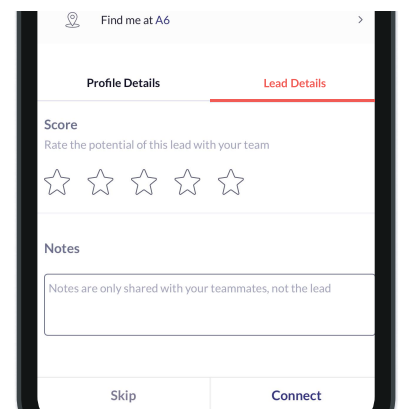 Find me at A6
Profile Details
Lead Details
Score
Rate the potential of this lead with your team
Notes
Notes are only shared with your teammates, not the lead
Skip
Connect